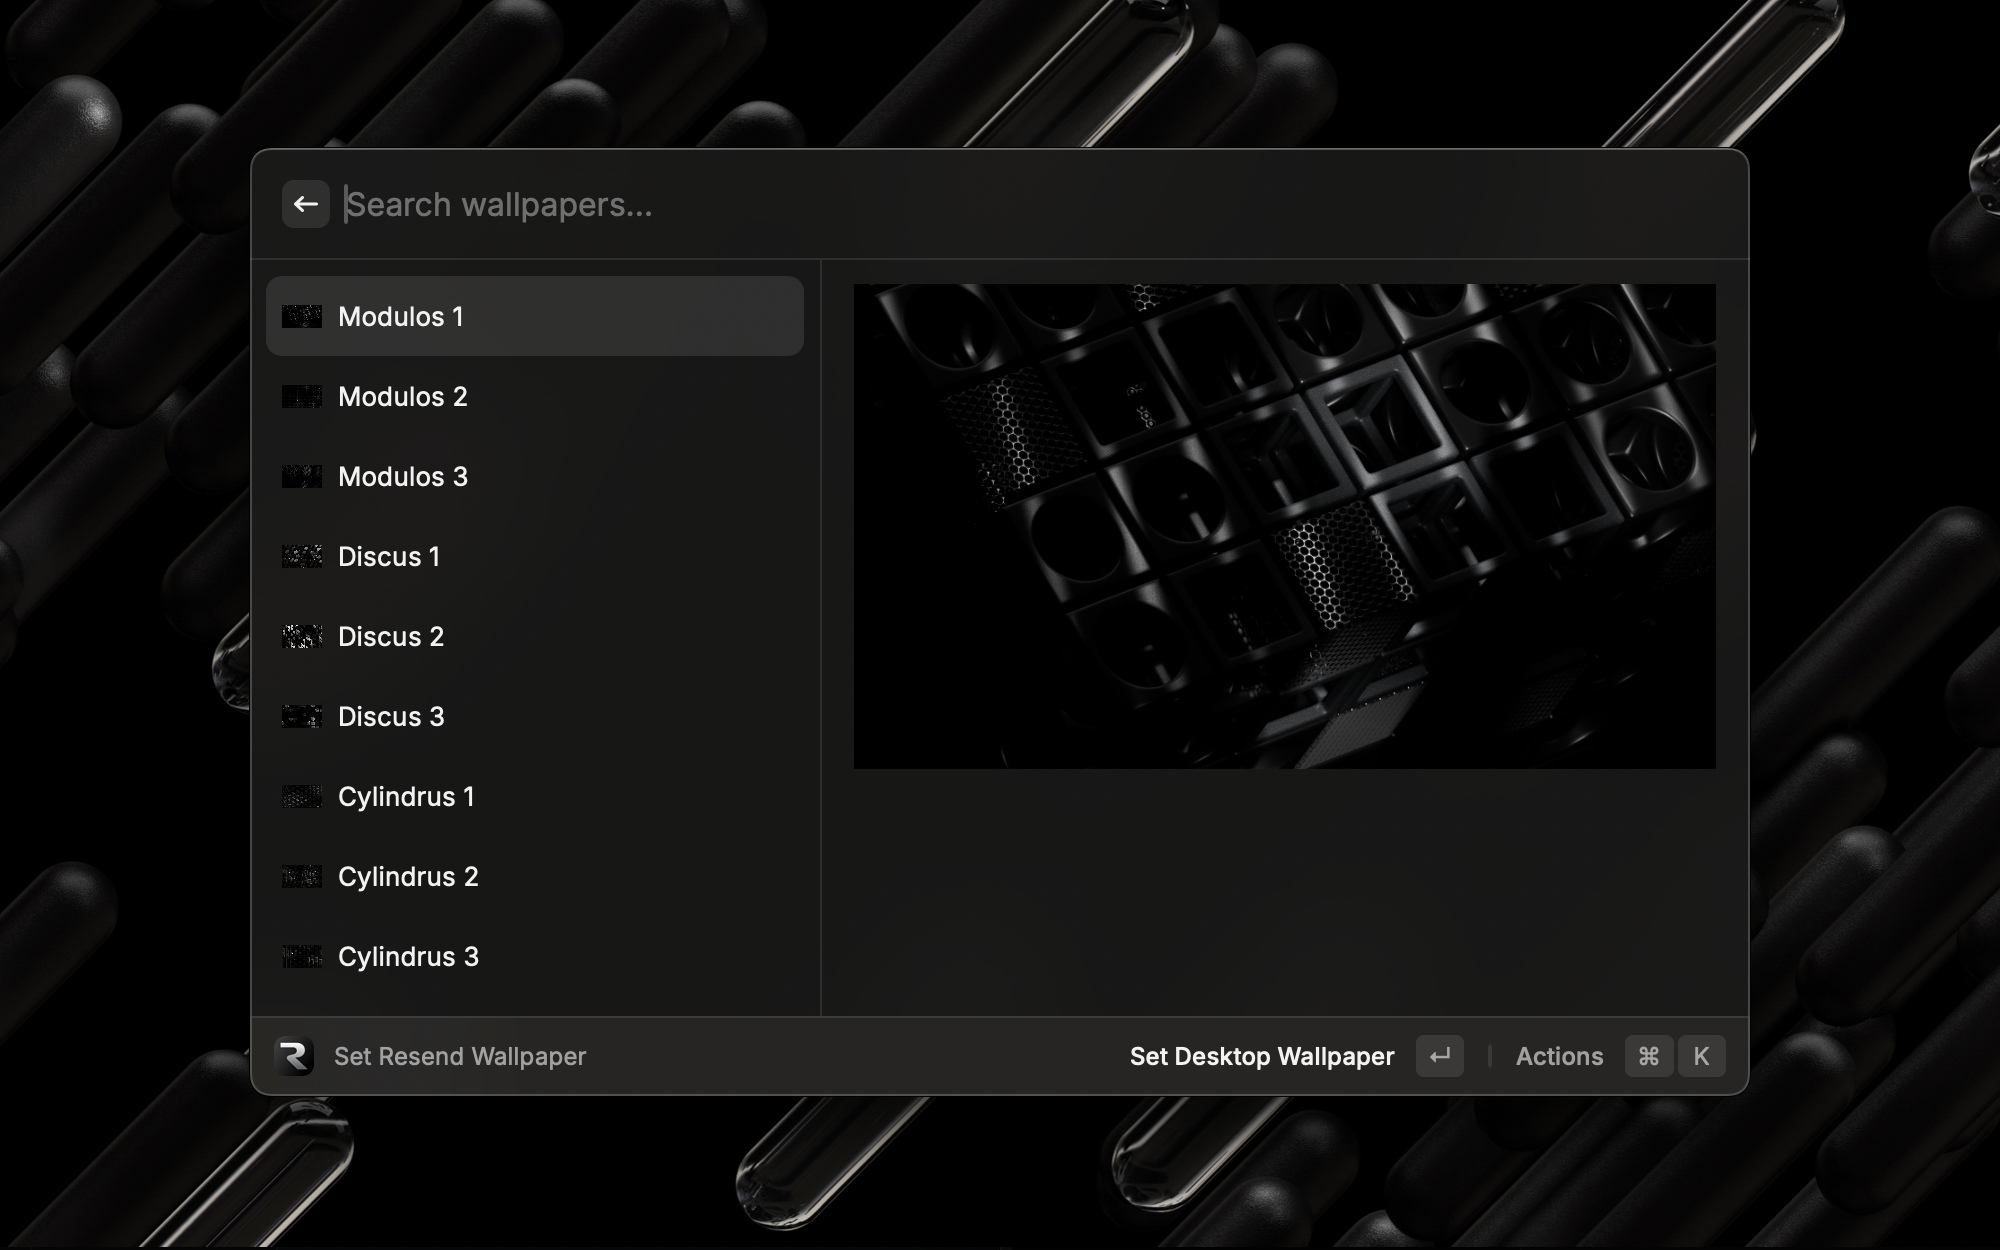 Search wallpapers...
Modulos 1
Modulos 2
Modulos 3
Discus 1
Discus 2
Discus 3
Cylindrus 1
Cylindrus 2
Cylindrus 3
Set Resend Wallpaper
Set Desktop Wallpaper ↵ Actions ⌘ K